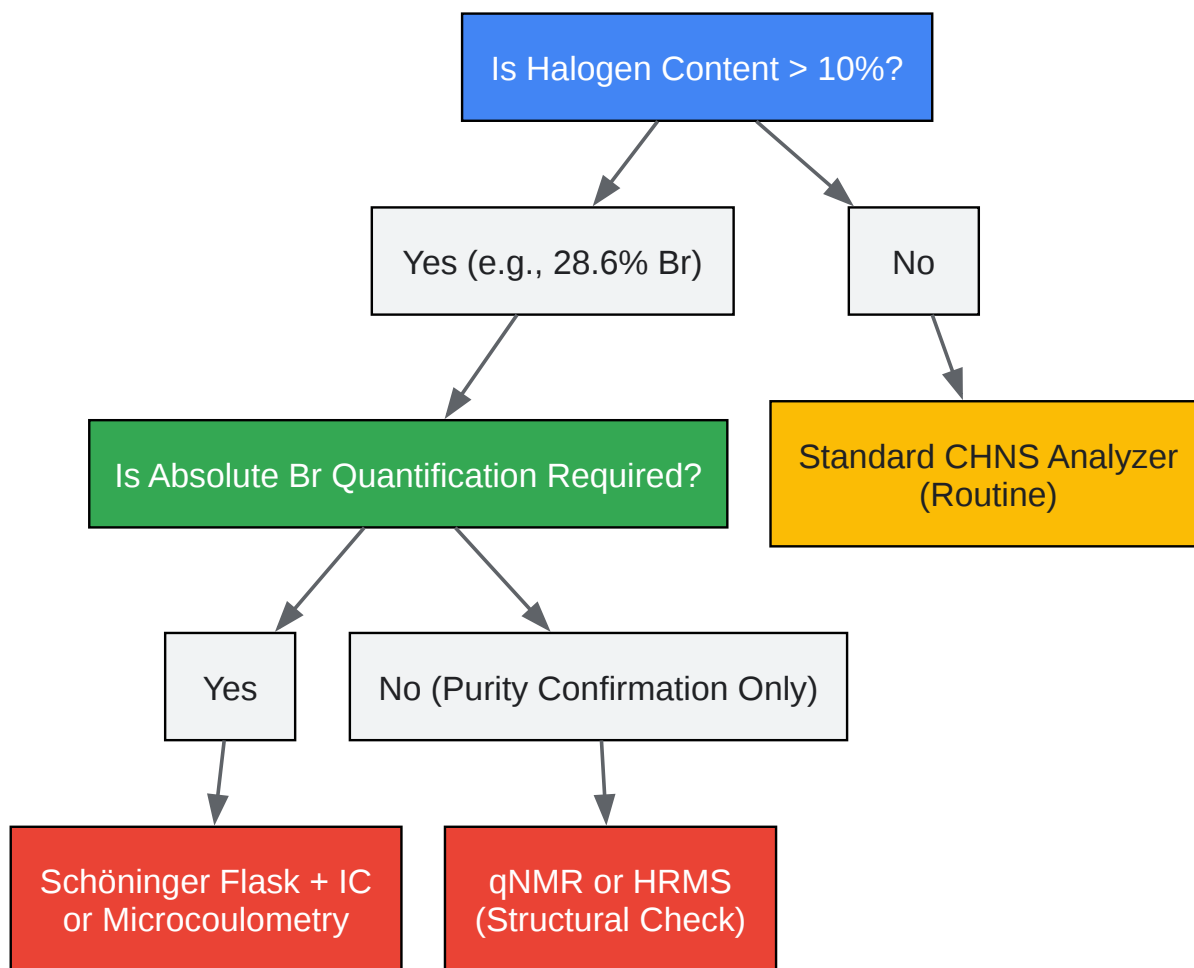 Is Halogen Content > 10%?
Yes (e.g., 28.6% Br)
No
Is Absolute Br Quantification Required?
Standard CHNS Analyzer
(Routine)
Yes
No (Purity Confirmation Only)
Schöninger Flask + IC
or Microcoulometry
qNMR or HRMS
(Structural Check)